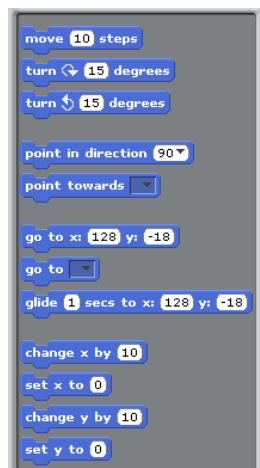 move 10 steps
turn 15 degrees
turn 15 degrees
point in direction 90
point towards
go to x: 128 y: -18
go to
glide 1 secs to x: 128 y: -18
change x by 10
set x to 0
change y by 10
set y to 0